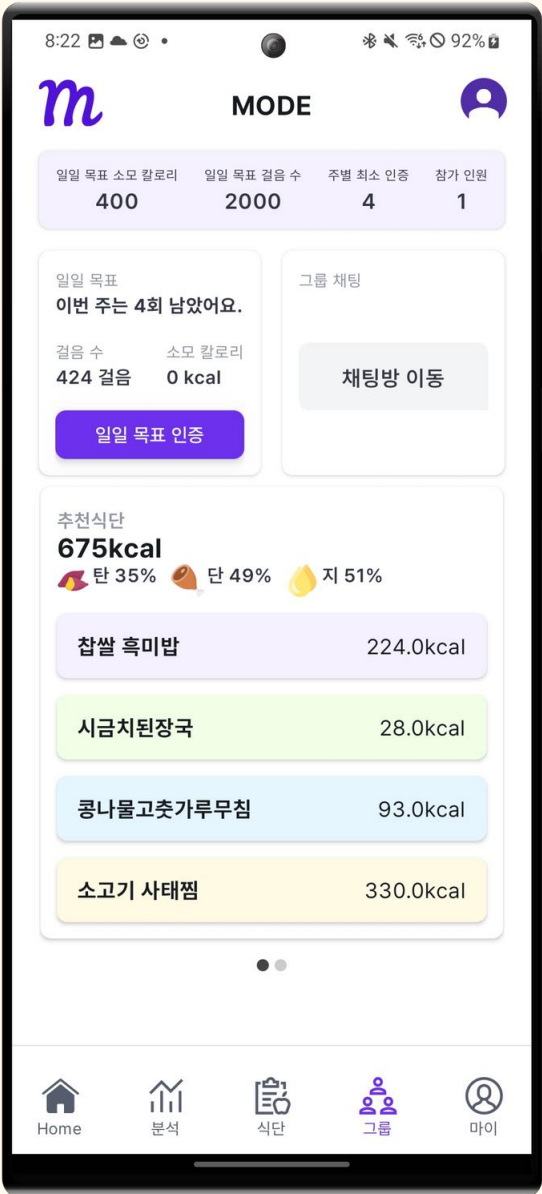 8:22
92%
m
MODE
일일 목표 소모 칼로리
400
일일 목표 걸음 수
2000
주별 최소 인증
4
참가 인원
1
일일 목표
이번 주는 4회 남았어요.
걸음 수
424 걸음
소모 칼로리
0 kcal
일일 목표 인증
그룹 채팅
채팅방 이동
추천식단
675kcal
탄 35% 단 49% 지 51%
찹쌀 흑미밥 224.0kcal
시금치된장국 28.0kcal
콩나물고춧가루무침 93.0kcal
소고기 사태찜 330.0kcal
Home
분석
식단
그룹
마이